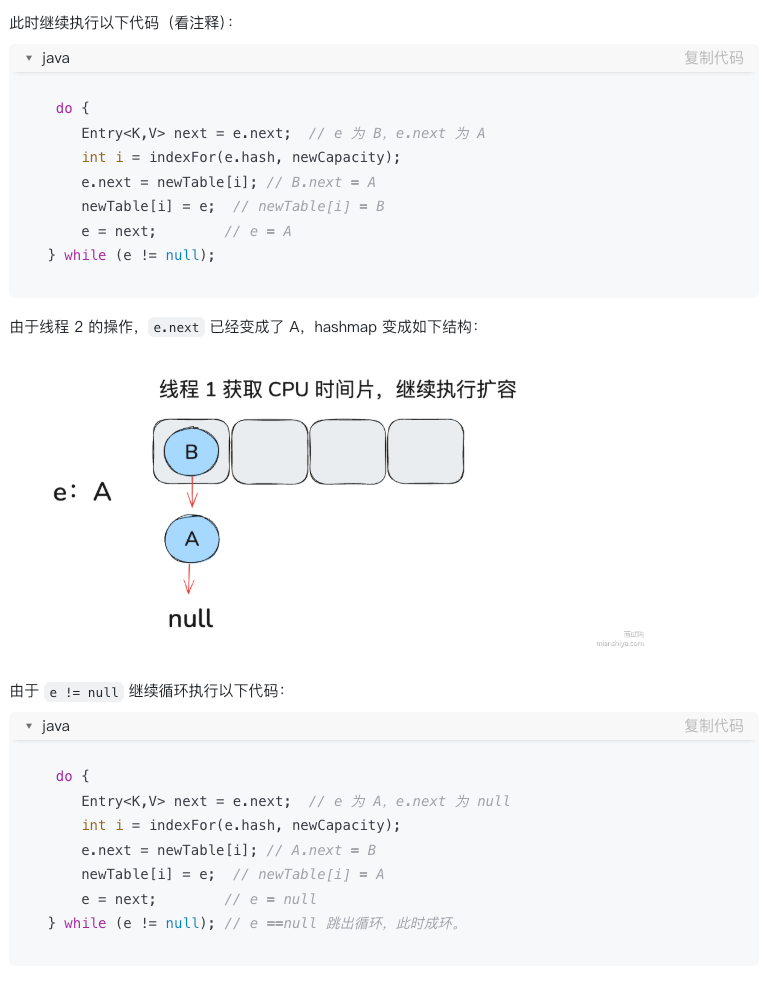 此时继续执行以下代码（看注释）：
▼ java 复制代码
do {
Entry<K,V> next = e.next;  // e 为 B，e.next 为 A
int i = indexFor(e.hash, newCapacity);
e.next = newTable[i]; // B.next = A
newTable[i] = e;  // newTable[i] = B
e = next;        // e = A
} while (e != null);
由于线程 2 的操作，e.next 已经变成了 A，hashmap 变成如下结构：
线程 1 获取 CPU 时间片，继续执行扩容
B
e：A
A
null
面试鸭
mianshiya.com
由于 e != null 继续循环执行以下代码：
▼ java 复制代码
do {
Entry<K,V> next = e.next;  // e 为 A，e.next 为 null
int i = indexFor(e.hash, newCapacity);
e.next = newTable[i]; // A.next = B
newTable[i] = e;  // newTable[i] = A
e = next;        // e = null
} while (e != null); // e ==null 跳出循环，此时成环。